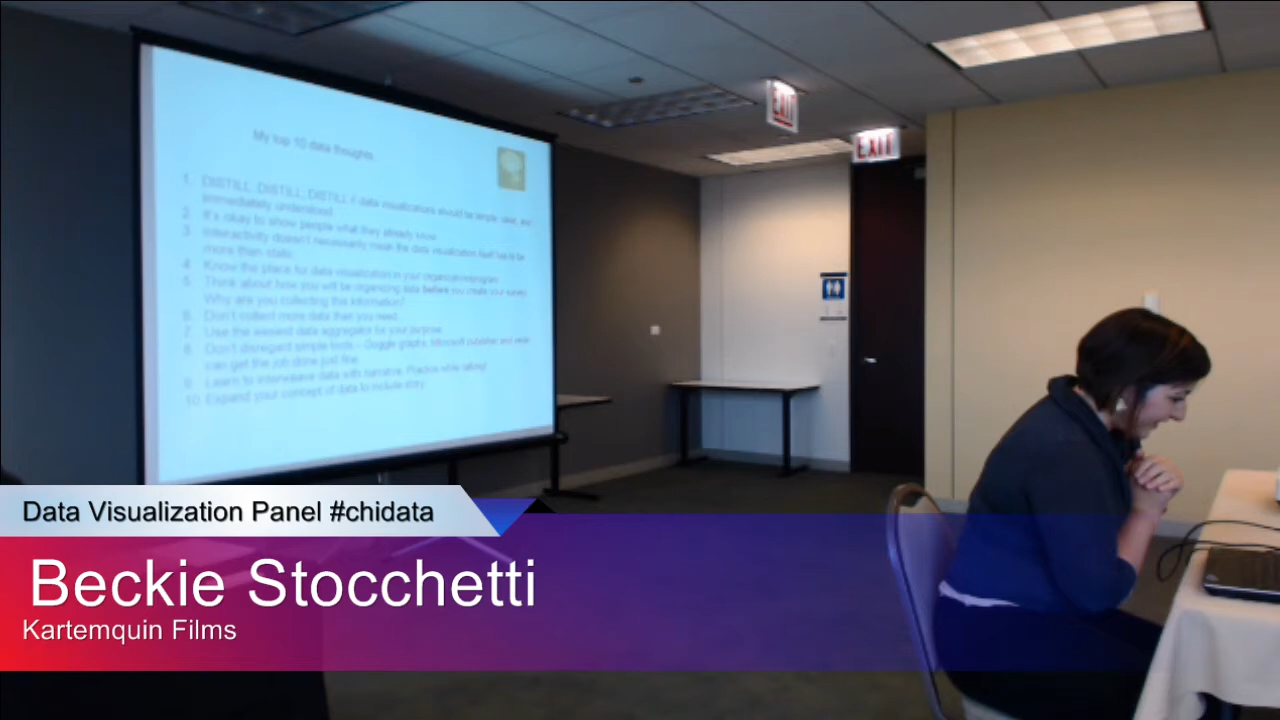 My top 10 data thoughts
1. DISTILL, DISTILL, DISTILL // data visualizations should be simple, and
immediately understood
2. It's okay to show people what they already know
3. Interactivity doesn't necessarily mean the data visualization itself has to be
more than static.
4. Know the place for data visualization in your organization/program
5. Think about how you will be organizing data before you create your survey.
Why are you collecting this information?
6. Don't collect more data than you need.
7. Use the easiest data aggregator for your purpose
8. Don't disregard simple tools – Google graphs, Microsoft publisher and
can get the job done just fine
9. Learn to interweave data with narrative. Practice while talking!
10. Expand your concept of data to include story.
EXIT
EXIT
Data Visualization Panel #chidata
Beckie Stocchetti
Kartemquin Films